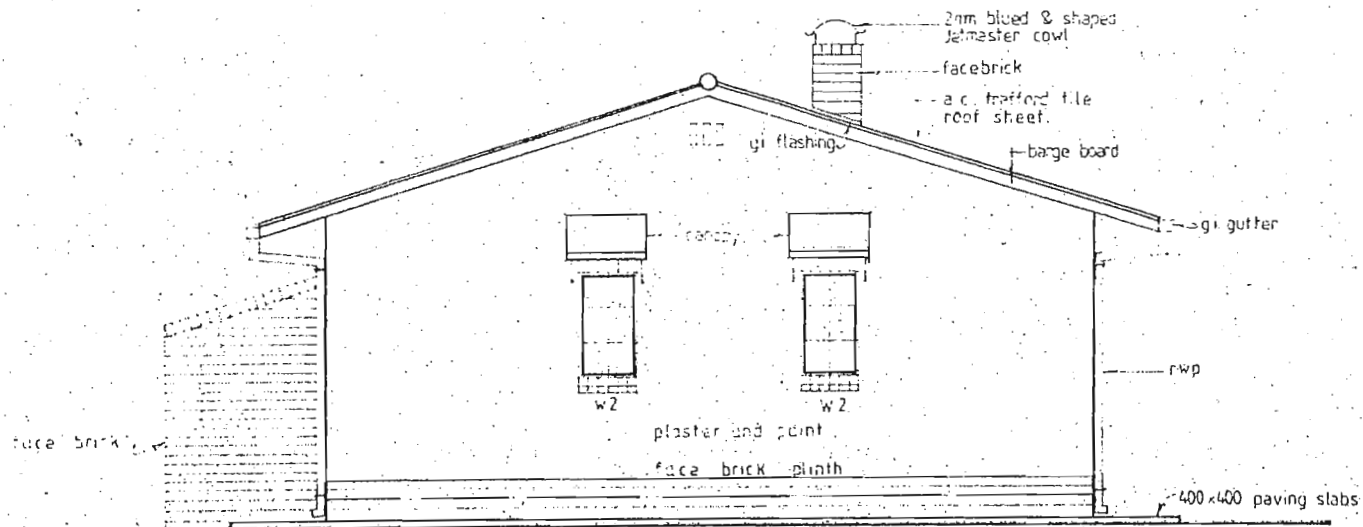 2mm blued & shaped
Jetmaster cowl
facebrick
a.c. trafford tile
roof sheet.
gi flashing
barge board
gi gutter
canopy
rwp
W2
W2
face brick
plaster and paint
face brick plinth
400x400 paving slabs